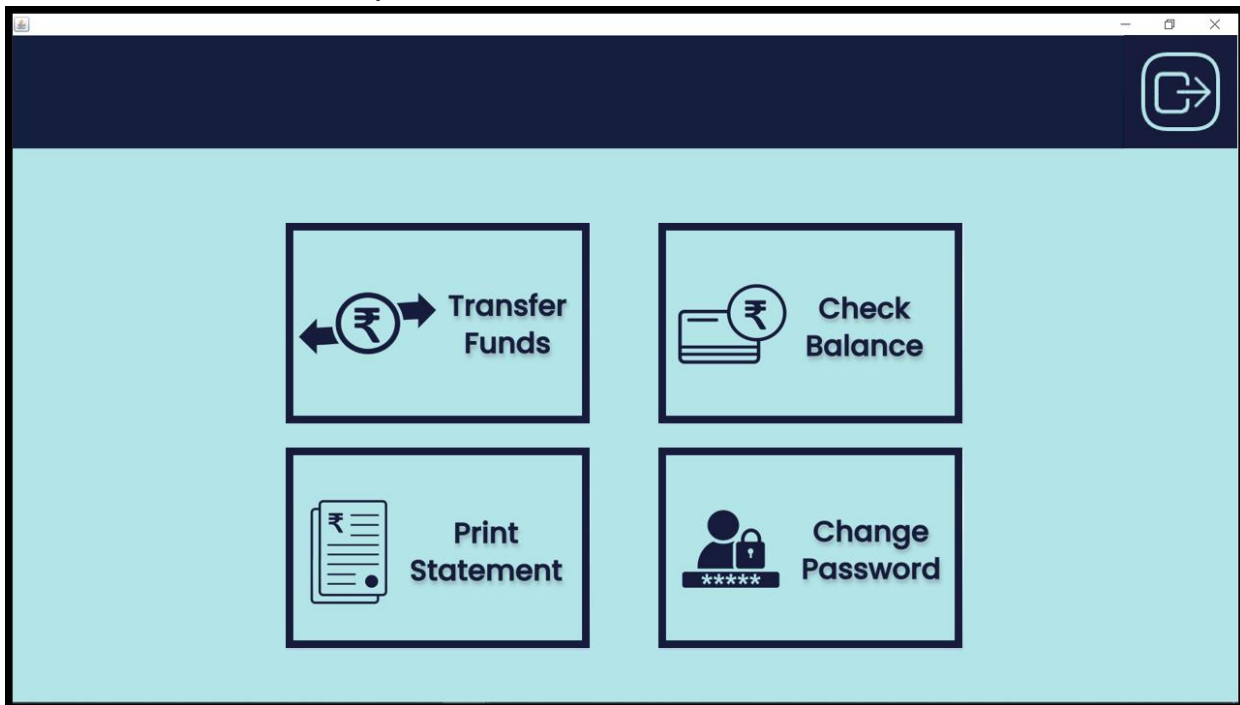 ₹
Transfer
Funds
₹
Check
Balance
₹
Print
Statement
*****
Change
Password